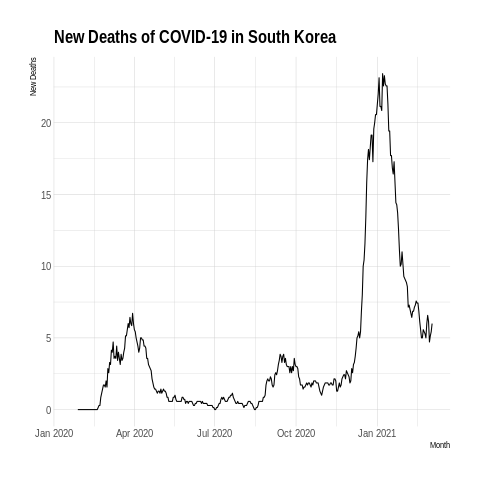 New Deaths of COVID-19 in South Korea
New Deaths
20
15
10
5
0
Jan 2020 Apr 2020 Jul 2020 Oct 2020 Jan 2021
Month